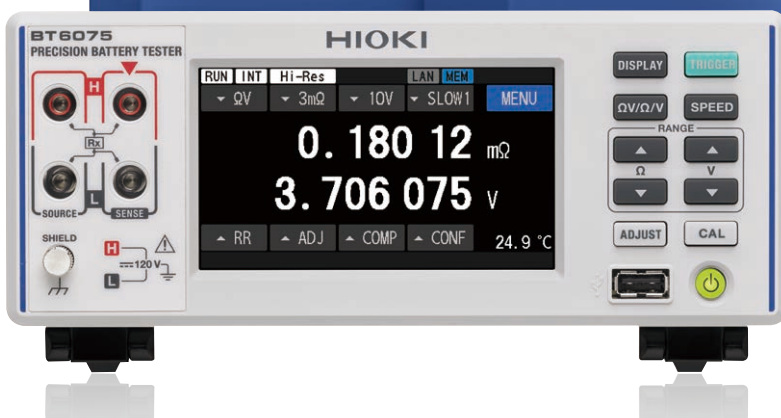 BT6075
PRECISION BATTERY TESTER
HIOKI
H
Rx
L
SOURCE
SENSE
SHIELD
H
L
120 V
RUN INT Hi-Res LAN MEM
ΩV 3mΩ 10V SLOW1 MENU
0.180 12 mΩ
3.706 075 V
RR ADJ COMP CONF 24.9 °C
DISPLAY TRIGGER
ΩV/Ω/V SPEED
RANGE
Ω V
ADJUST CAL